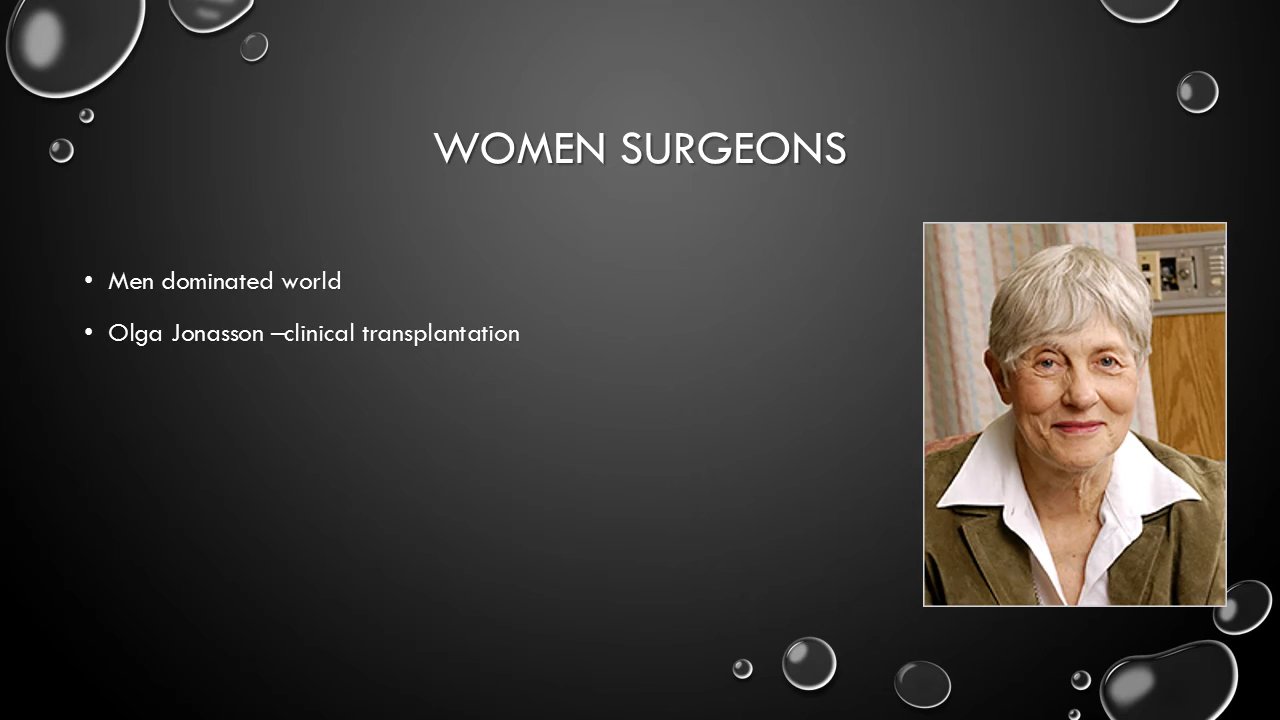 WOMEN SURGEONS
• Men dominated world
• Olga Jonasson –clinical transplantation